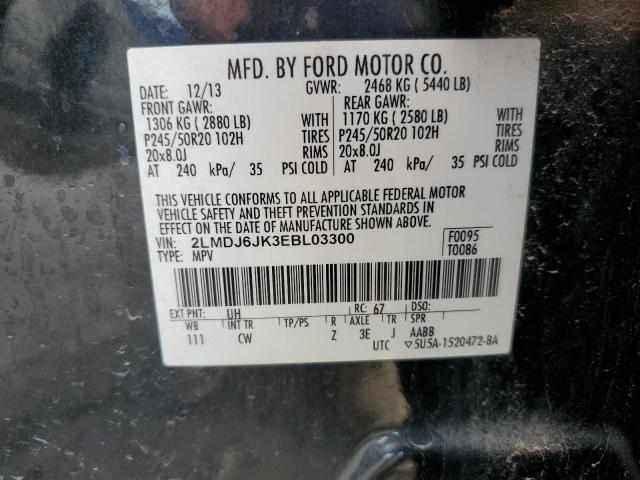 MFD. BY FORD MOTOR CO.
DATE: 12/13 GVWR: 2468 KG ( 5440 LB)
FRONT GAWR: REAR GAWR:
1306 KG ( 2880 LB) WITH 1170 KG ( 2580 LB) WITH
P245/50R20 102H TIRES P245/50R20 102H TIRES
20x8.0J RIMS 20x8.0J RIMS
AT 240 kPa/ 35 PSI COLD AT 240 kPa/ 35 PSI COLD
THIS VEHICLE CONFORMS TO ALL APPLICABLE FEDERAL MOTOR
VEHICLE SAFETY AND THEFT PREVENTION STANDARDS IN
EFFECT ON THE DATE OF MANUFACTURE SHOWN ABOVE.
VIN: 2LMDJ6JK3EBL03300 F0095
TYPE: MPV T0086
EXT PNT: UH RC: 67 DSO:
WB INT TR TP/PS R AXLE TR SPR
111 CW Z 3E J AABB
UTC ▽5U5A-1520472-BA